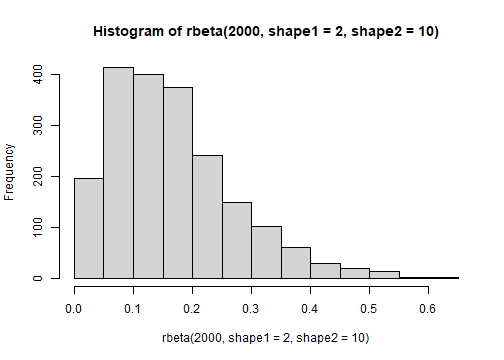 Histogram of rbeta(2000, shape1 = 2, shape2 = 10)
Frequency
400
300
200
100
0
0.0 0.1 0.2 0.3 0.4 0.5 0.6
rbeta(2000, shape1 = 2, shape2 = 10)